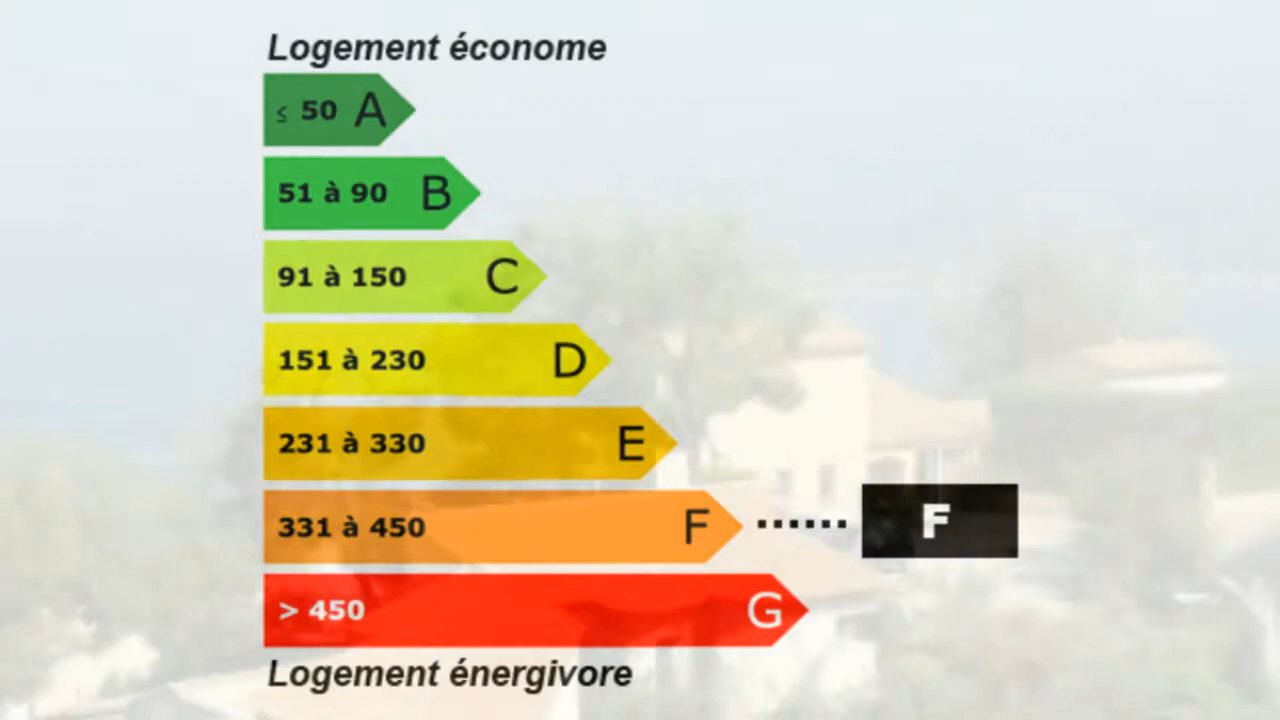 Logement économe
≤ 50 A
51 à 90 B
91 à 150 C
151 à 230 D
231 à 330 E
331 à 450 F F
> 450 G
Logement énergivore